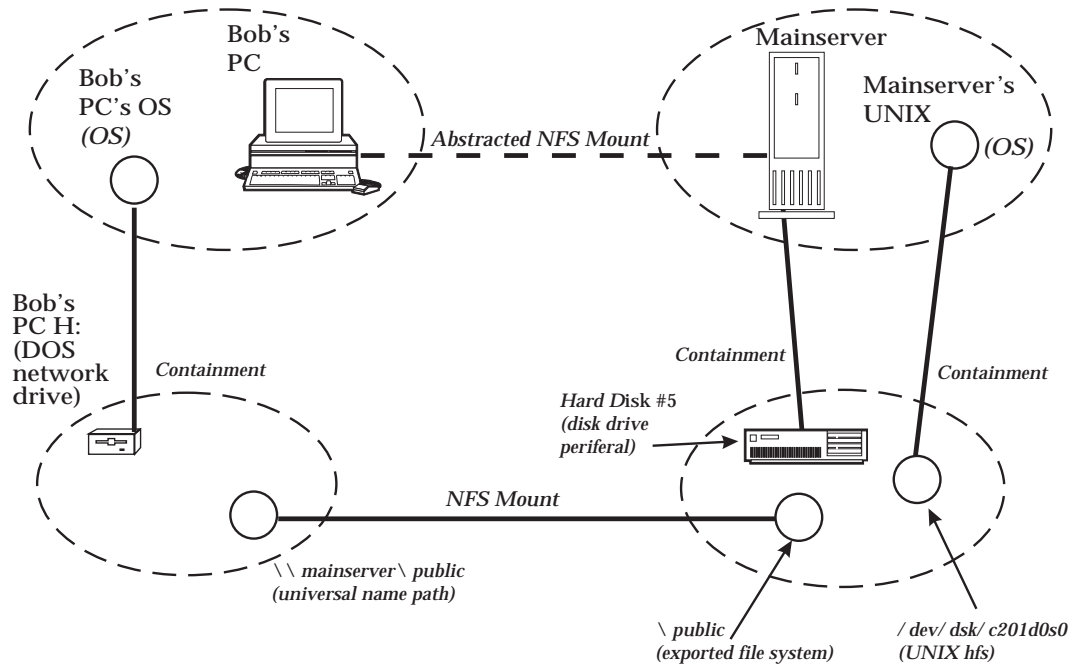 Bob's
PC
Mainserver
Bob's
PC's OS
(OS)
Mainserver's
UNIX
(OS)
Abstracted NFS Mount
Bob's
PC H:
(DOS
network
drive)
Containment
Containment
Containment
Hard Disk #5
(disk drive
periferal)
NFS Mount
\\ mainserver\ public
(universal name path)
\ public
(exported file system)
/ dev/ dsk/ c201d0s0
(UNIX hfs)